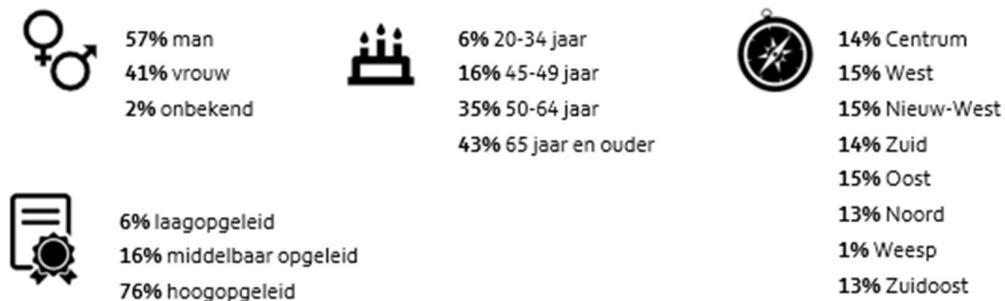 57% man
41% vrouw
2% onbekend
6% 20-34 jaar
16% 45-49 jaar
35% 50-64 jaar
43% 65 jaar en ouder
14% Centrum
15% West
15% Nieuw-West
14% Zuid
15% Oost
13% Noord
1% Weesp
13% Zuidoost
6% laagopgeleid
16% middelbaar opgeleid
76% hoogopgeleid